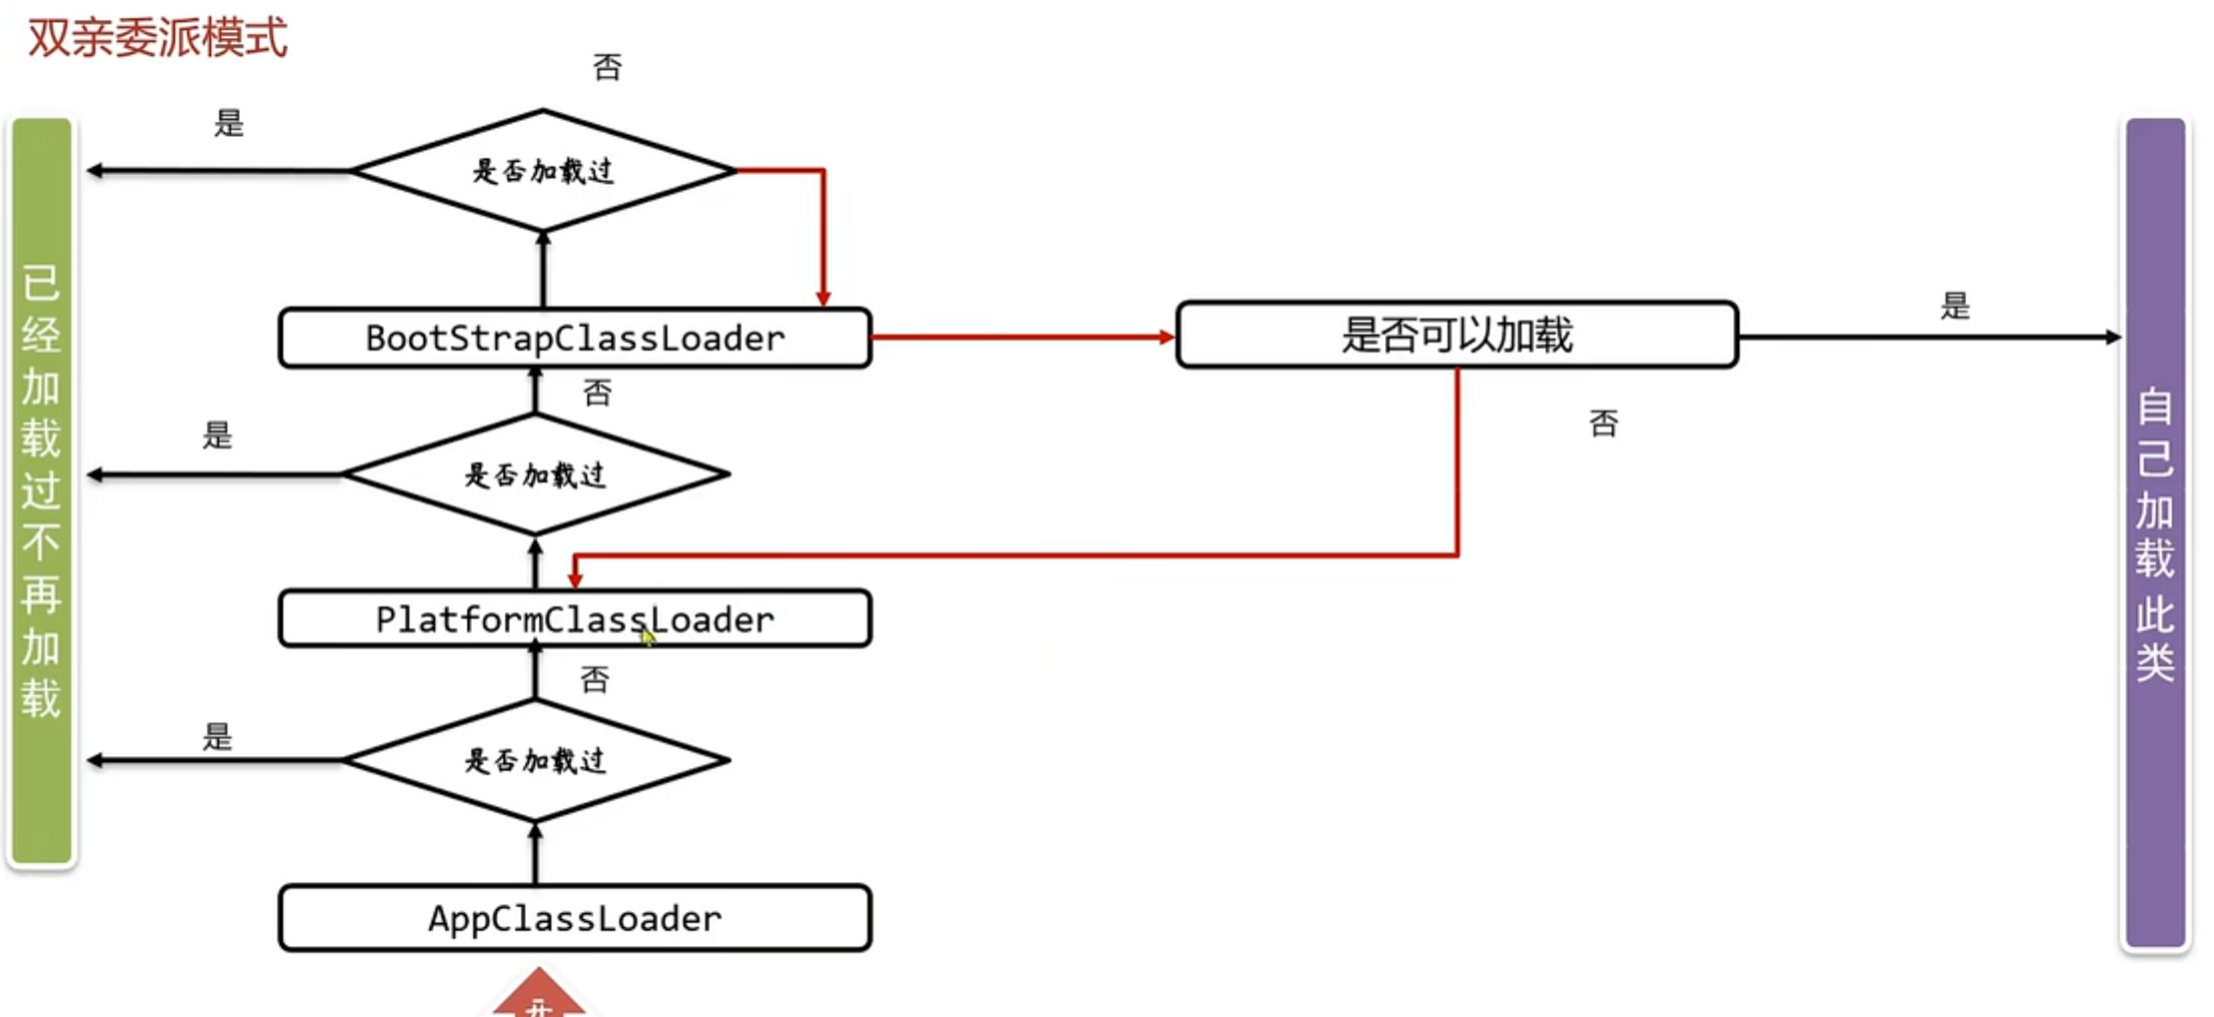 双亲委派模式
否
是
是否加载过
BootStrapClassLoader
是否可以加载
是
否
否
是
是否加载过
PlatformClassLoader
否
是
是否加载过
AppClassLoader
已经加载过不再加载
自己加载此类